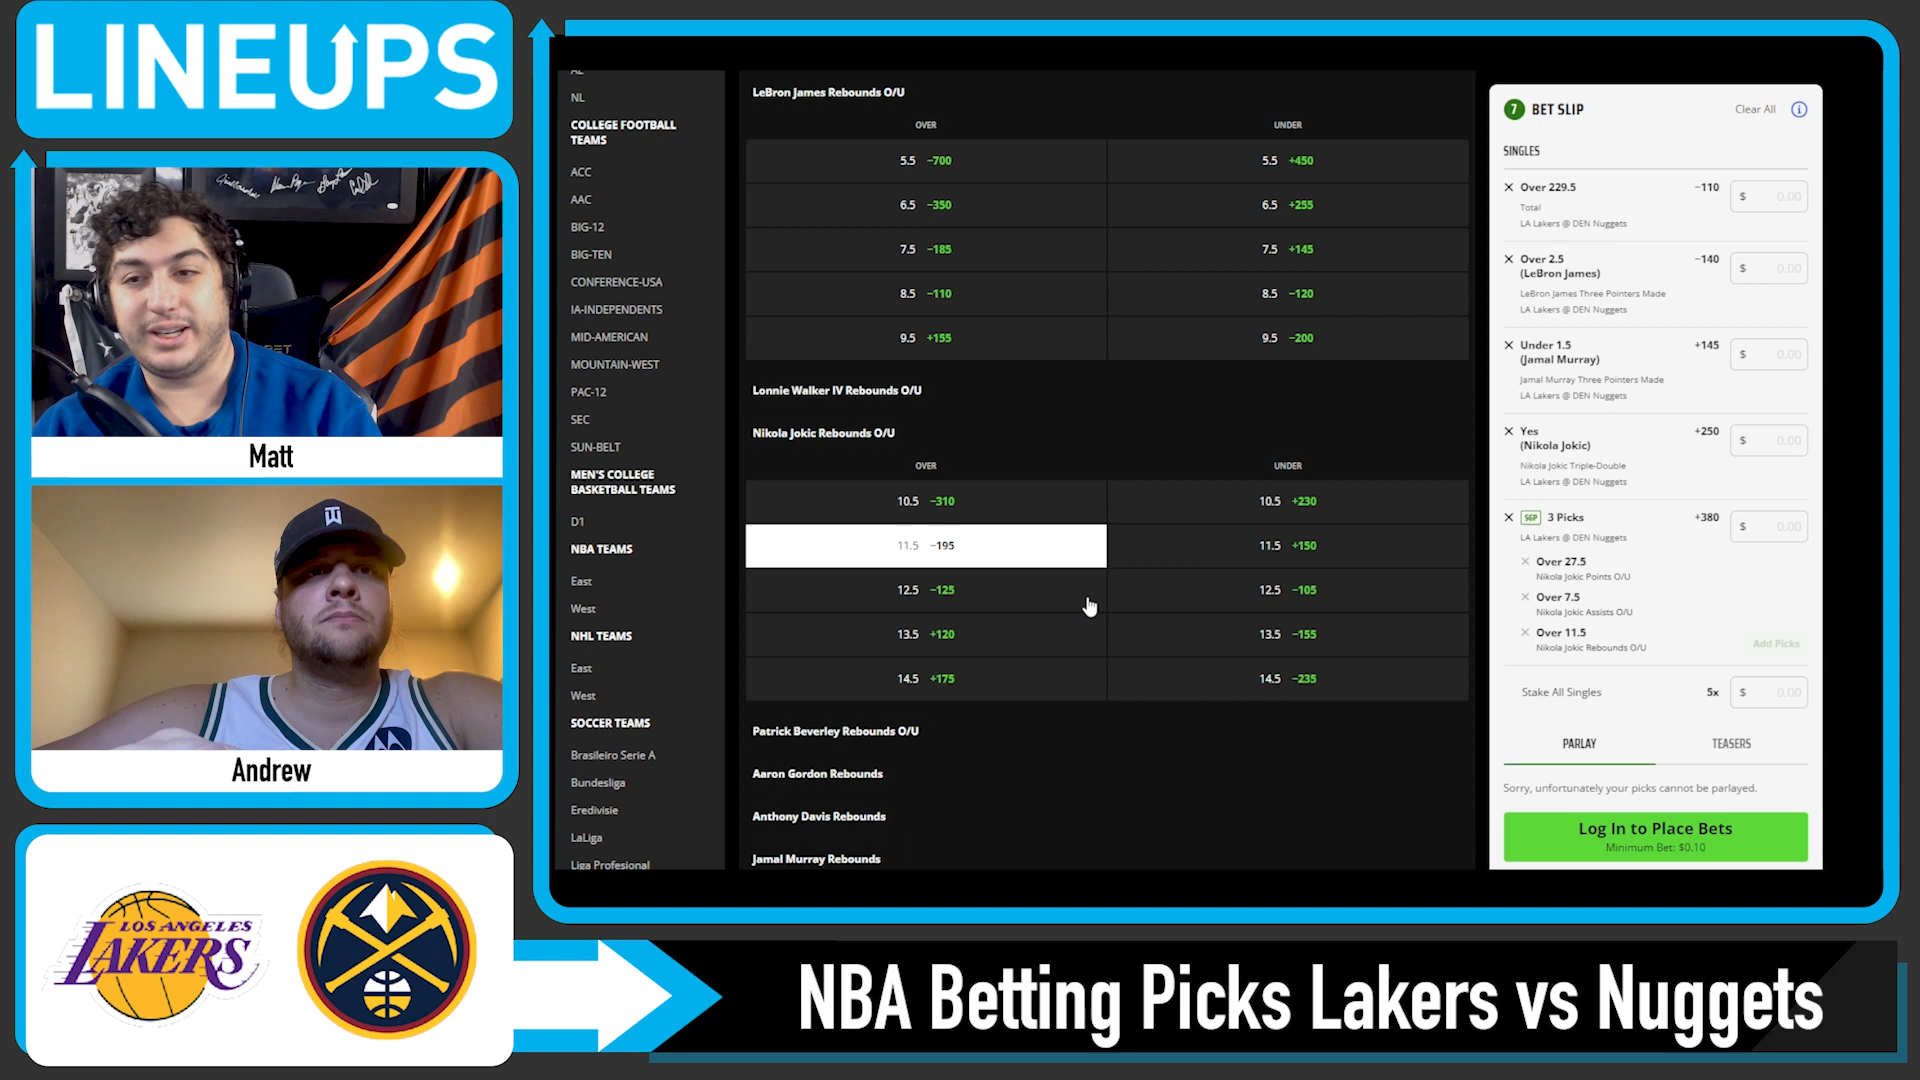 LINEUPS
Matt
Andrew
LOS ANGELES
LAKERS
AL
NL
COLLEGE FOOTBALL
TEAMS
ACC
AAC
BIG-12
BIG-TEN
CONFERENCE-USA
IA-INDEPENDENTS
MID-AMERICAN
MOUNTAIN-WEST
PAC-12
SEC
SUN-BELT
MEN'S COLLEGE
BASKETBALL TEAMS
D1
NBA TEAMS
East
West
NHL TEAMS
East
West
SOCCER TEAMS
Brasileiro Serie A
Bundesliga
Eredivisie
LaLiga
Liga Profesional
LeBron James Rebounds O/U
OVER UNDER
5.5 −700 5.5 +450
6.5 −350 6.5 +255
7.5 −185 7.5 +145
8.5 −110 8.5 −120
9.5 +155 9.5 −200
Lonnie Walker IV Rebounds O/U
Nikola Jokic Rebounds O/U
OVER UNDER
10.5 −310 10.5 +230
11.5 −195 11.5 +150
12.5 −125 12.5 −105
13.5 +120 13.5 −155
14.5 +175 14.5 −235
Patrick Beverley Rebounds O/U
Aaron Gordon Rebounds
Anthony Davis Rebounds
Jamal Murray Rebounds
7 BET SLIP Clear All
SINGLES
Over 229.5 −110 $ 0.00
Total
LA Lakers @ DEN Nuggets
Over 2.5 −140 $ 0.00
(LeBron James)
LeBron James Three Pointers Made
LA Lakers @ DEN Nuggets
Under 1.5 +145 $ 0.00
(Jamal Murray)
Jamal Murray Three Pointers Made
LA Lakers @ DEN Nuggets
Yes +250 $ 0.00
(Nikola Jokic)
Nikola Jokic Triple-Double
LA Lakers @ DEN Nuggets
SGP 3 Picks +380 $ 0.00
LA Lakers @ DEN Nuggets
Over 27.5
Nikola Jokic Points O/U
Over 7.5
Nikola Jokic Assists O/U
Over 11.5
Nikola Jokic Rebounds O/U
Add Picks
Stake All Singles 5x $ 0.00
PARLAY TEASERS
Sorry, unfortunately your picks cannot be parlayed.
Log In to Place Bets
Minimum Bet: $0.10
NBA Betting Picks Lakers vs Nuggets